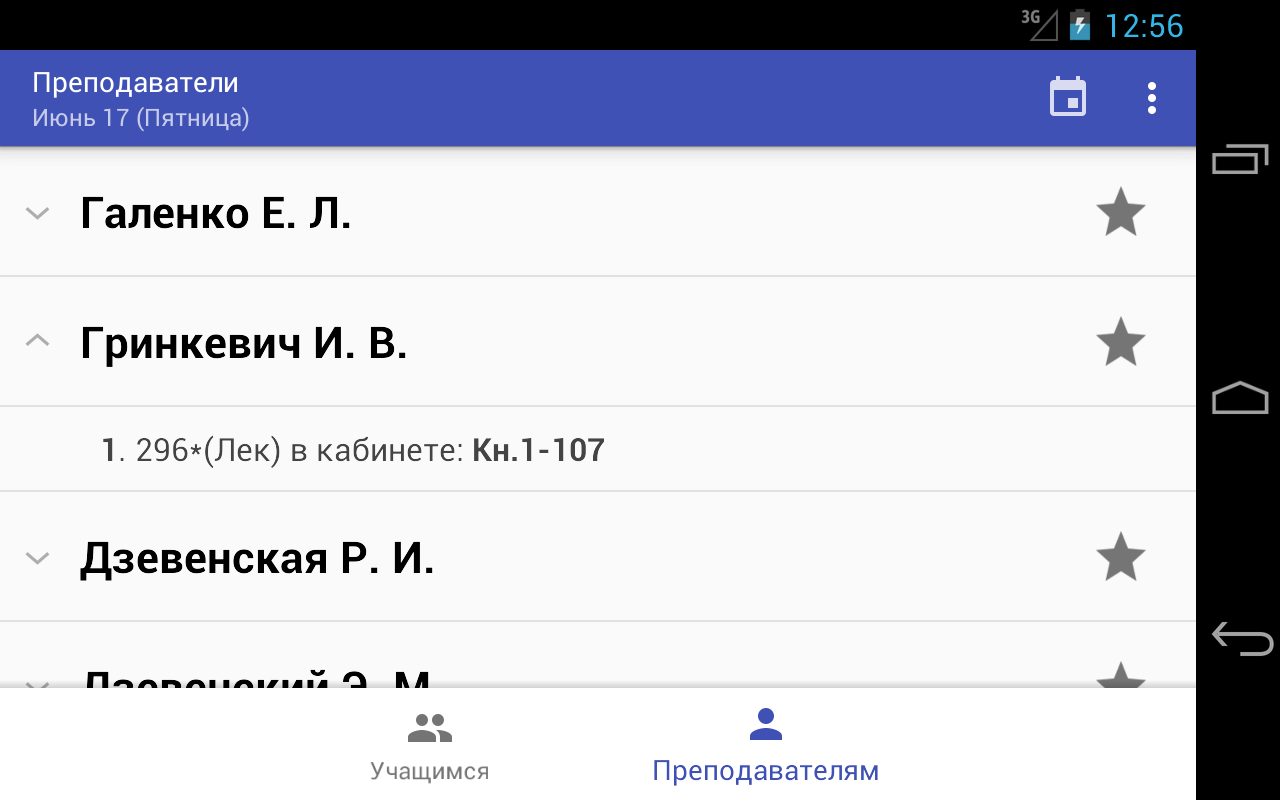 3G 12:56
Преподаватели
Июнь 17 (Пятница)
Галенко Е. Л.
Гринкевич И. В.
1. 296*(Лек) в кабинете: Кн.1-107
Дзевенская Р. И.
Дзевенский Э. М.
Учащимся
Преподавателям